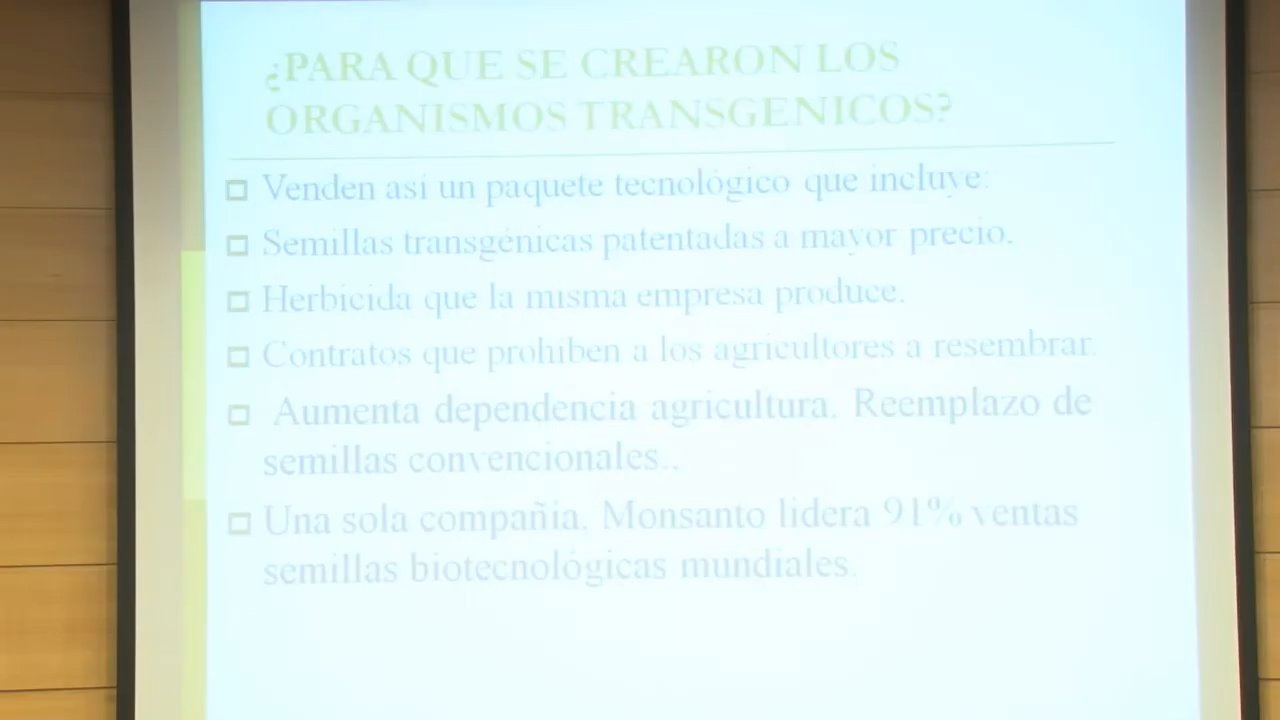 ¿PARA QUE SE CREARON LOS
ORGANISMOS TRANSGENICOS?
Venden así un paquete tecnológico que incluye:
Semillas transgénicas patentadas a mayor precio.
Herbicida que la misma empresa produce.
Contratos que prohiben a los agricultores a resembrar.
Aumenta dependencia agricultura. Reemplazo de
semillas convencionales..
Una sola compañia. Monsanto lidera 91% ventas
semillas biotecnológicas mundiales.